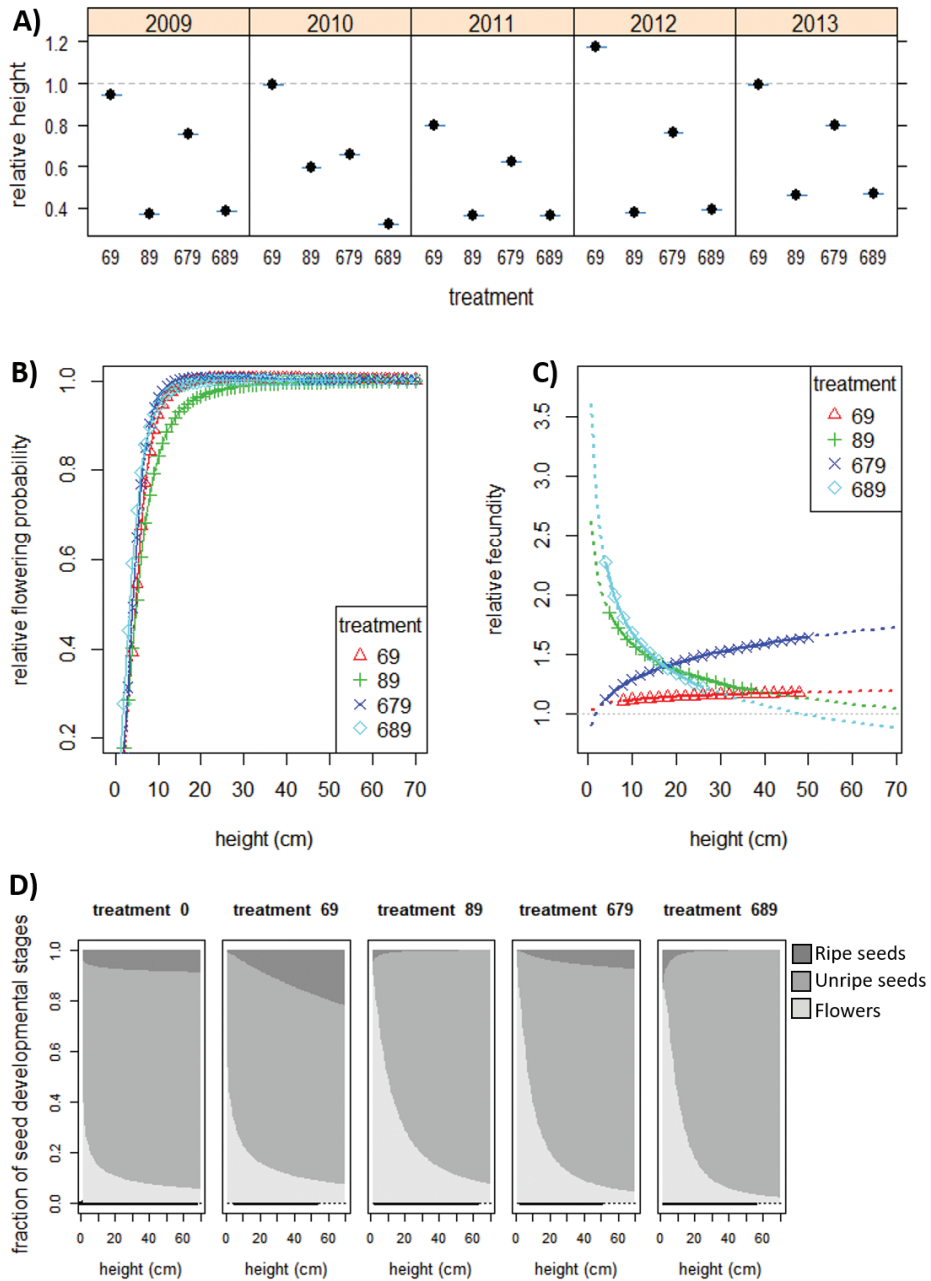 A)
2009 2010 2011 2012 2013
relative height
1.2
1.0
0.8
0.6
0.4
69 89 679 689 69 89 679 689 69 89 679 689 69 89 679 689 69 89 679 689
treatment
B)
relative flowering probability
1.0
0.8
0.6
0.4
0.2
treatment
69
89
679
689
0 10 20 30 40 50 60 70
height (cm)
C)
relative fecundity
3.5
3.0
2.5
2.0
1.5
1.0
treatment
69
89
679
689
0 10 20 30 40 50 60 70
height (cm)
D)
treatment 0 treatment 69 treatment 89 treatment 679 treatment 689
fraction of seed developmental stages
1.0
0.8
0.6
0.4
0.2
0.0
Ripe seeds
Unripe seeds
Flowers
0 20 40 60 0 20 40 60 0 20 40 60 0 20 40 60 0 20 40 60
height (cm) height (cm) height (cm) height (cm) height (cm)